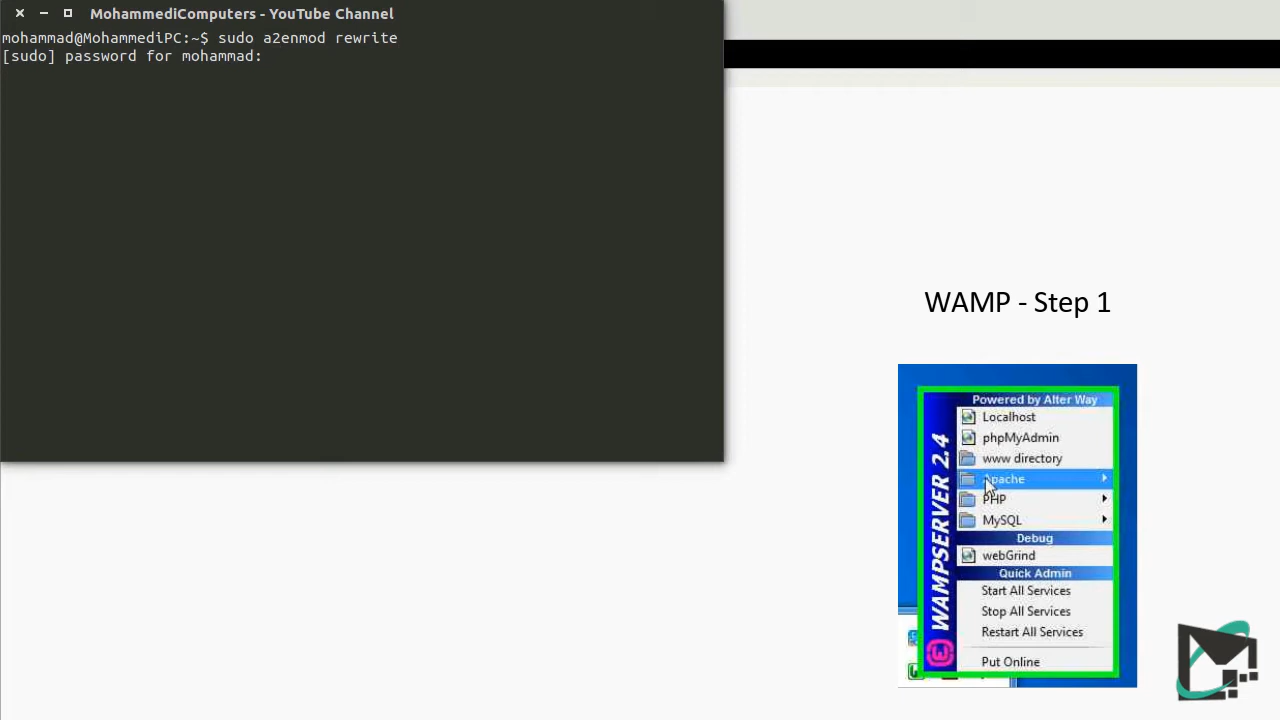 MohammediComputers - YouTube Channel
mohammad@MohammediPC:~$ sudo a2enmod rewrite
[sudo] password for mohammad:
WAMP - Step 1
Powered by Alter Way
Localhost
phpMyAdmin
www directory
Apache
PHP
MySQL
Debug
webGrind
Quick Admin
Start All Services
Stop All Services
Restart All Services
Put Online
WAMPSERVER 2.4